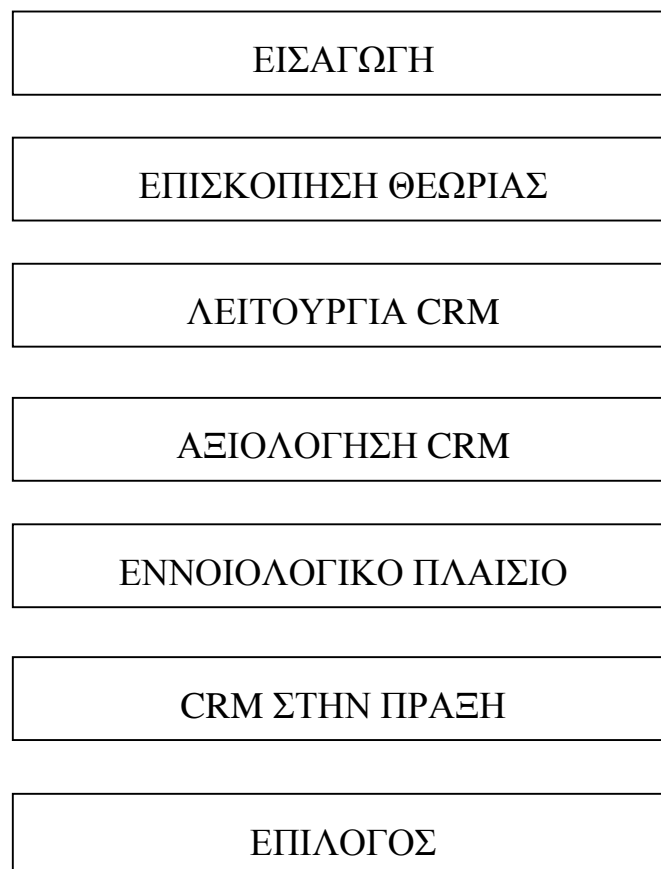 ΕΙΣΑΓΩΓΗ
ΕΠΙΣΚΟΠΗΣΗ ΘΕΩΡΙΑΣ
ΛΕΙΤΟΥΡΓΙΑ CRM
ΑΞΙΟΛΟΓΗΣΗ CRM
ΕΝΝΟΙΟΛΟΓΙΚΟ ΠΛΑΙΣΙΟ
CRM ΣΤΗΝ ΠΡΑΞΗ
ΕΠΙΛΟΓΟΣ